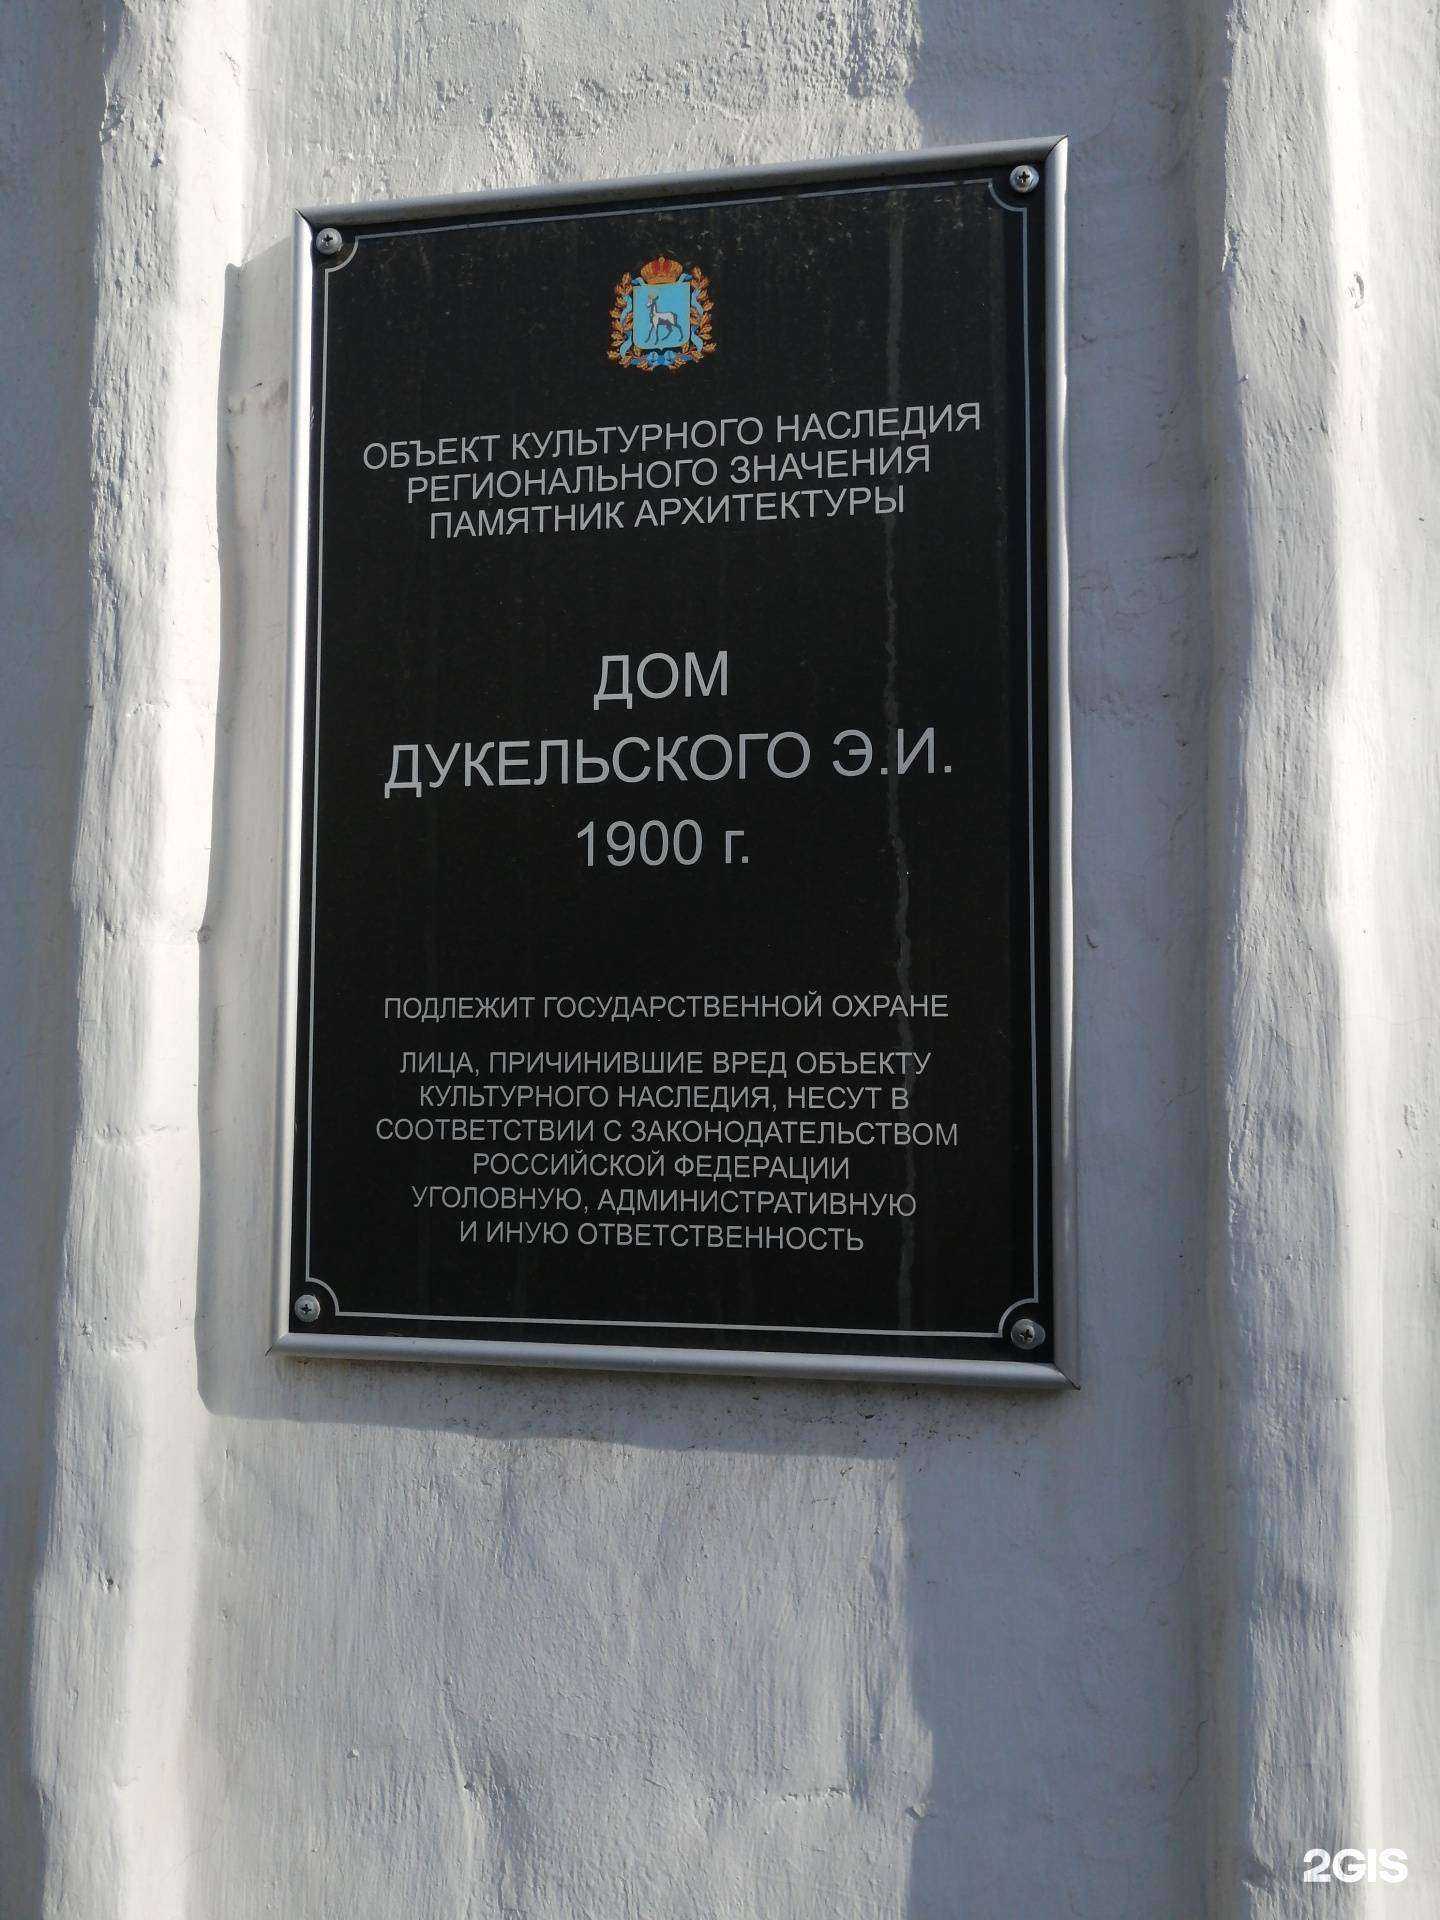 ОБЪЕКТ КУЛЬТУРНОГО НАСЛЕДИЯ
РЕГИОНАЛЬНОГО ЗНАЧЕНИЯ
ПАМЯТНИК АРХИТЕКТУРЫ
ДОМ
ДУКЕЛЬСКОГО Э.И.
1900 г.
ПОДЛЕЖИТ ГОСУДАРСТВЕННОЙ ОХРАНЕ
ЛИЦА, ПРИЧИНИВШИЕ ВРЕД ОБЪЕКТУ
КУЛЬТУРНОГО НАСЛЕДИЯ, НЕСУТ В
СООТВЕТСТВИИ С ЗАКОНОДАТЕЛЬСТВОМ
РОССИЙСКОЙ ФЕДЕРАЦИИ
УГОЛОВНУЮ, АДМИНИСТРАТИВНУЮ
И ИНУЮ ОТВЕТСТВЕННОСТЬ
2GIS